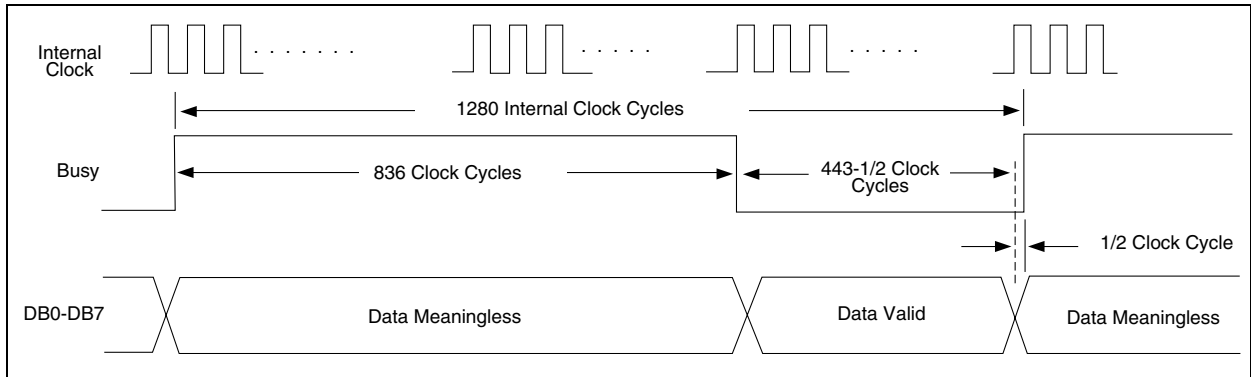 Internal
Clock
1280 Internal Clock Cycles
Busy
836 Clock Cycles
443-1/2 Clock
Cycles
1/2 Clock Cycle
DB0-DB7
Data Meaningless
Data Valid
Data Meaningless